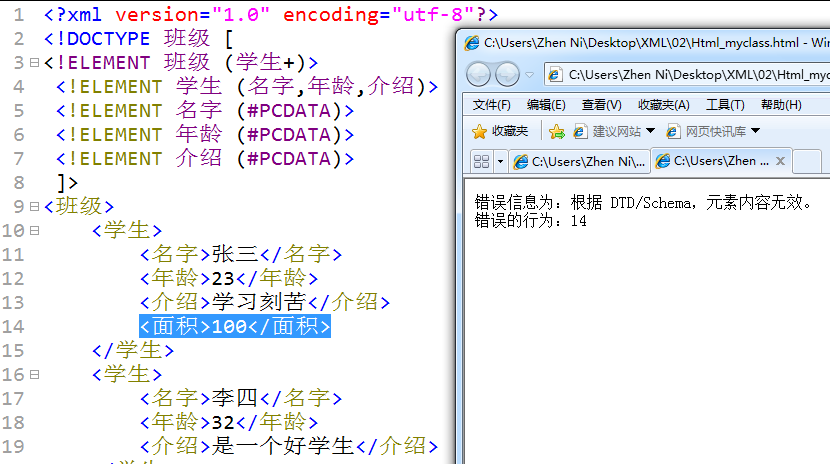 1 <?xml version="1.0" encoding="utf-8"?>
2 <!DOCTYPE 班级 [
3 <!ELEMENT 班级 (学生+)>
4 <!ELEMENT 学生 (名字,年龄,介绍)>
5 <!ELEMENT 名字 (#PCDATA)>
6 <!ELEMENT 年龄 (#PCDATA)>
7 <!ELEMENT 介绍 (#PCDATA)>
8 ]>
9 <班级>
10 <学生>
11 <名字>张三</名字>
12 <年龄>23</年龄>
13 <介绍>学习刻苦</介绍>
14 <面积>100</面积>
15 </学生>
16 <学生>
17 <名字>李四</名字>
18 <年龄>32</年龄>
19 <介绍>是一个好学生</介绍>
C:\Users\Zhen Ni\Desktop\XML\02\Html_myclass.html - Win
C:\Users\Zhen Ni\Desktop\XML\02\Html_myc
文件(F) 编辑(E) 查看(V) 收藏夹(A) 工具(T) 帮助(H)
收藏夹 建议网站 网页快讯库
C:\Users\Zhen Ni\... C:\Users\Zhen ...
错误信息为：根据 DTD/Schema，元素内容无效。
错误的行为：14